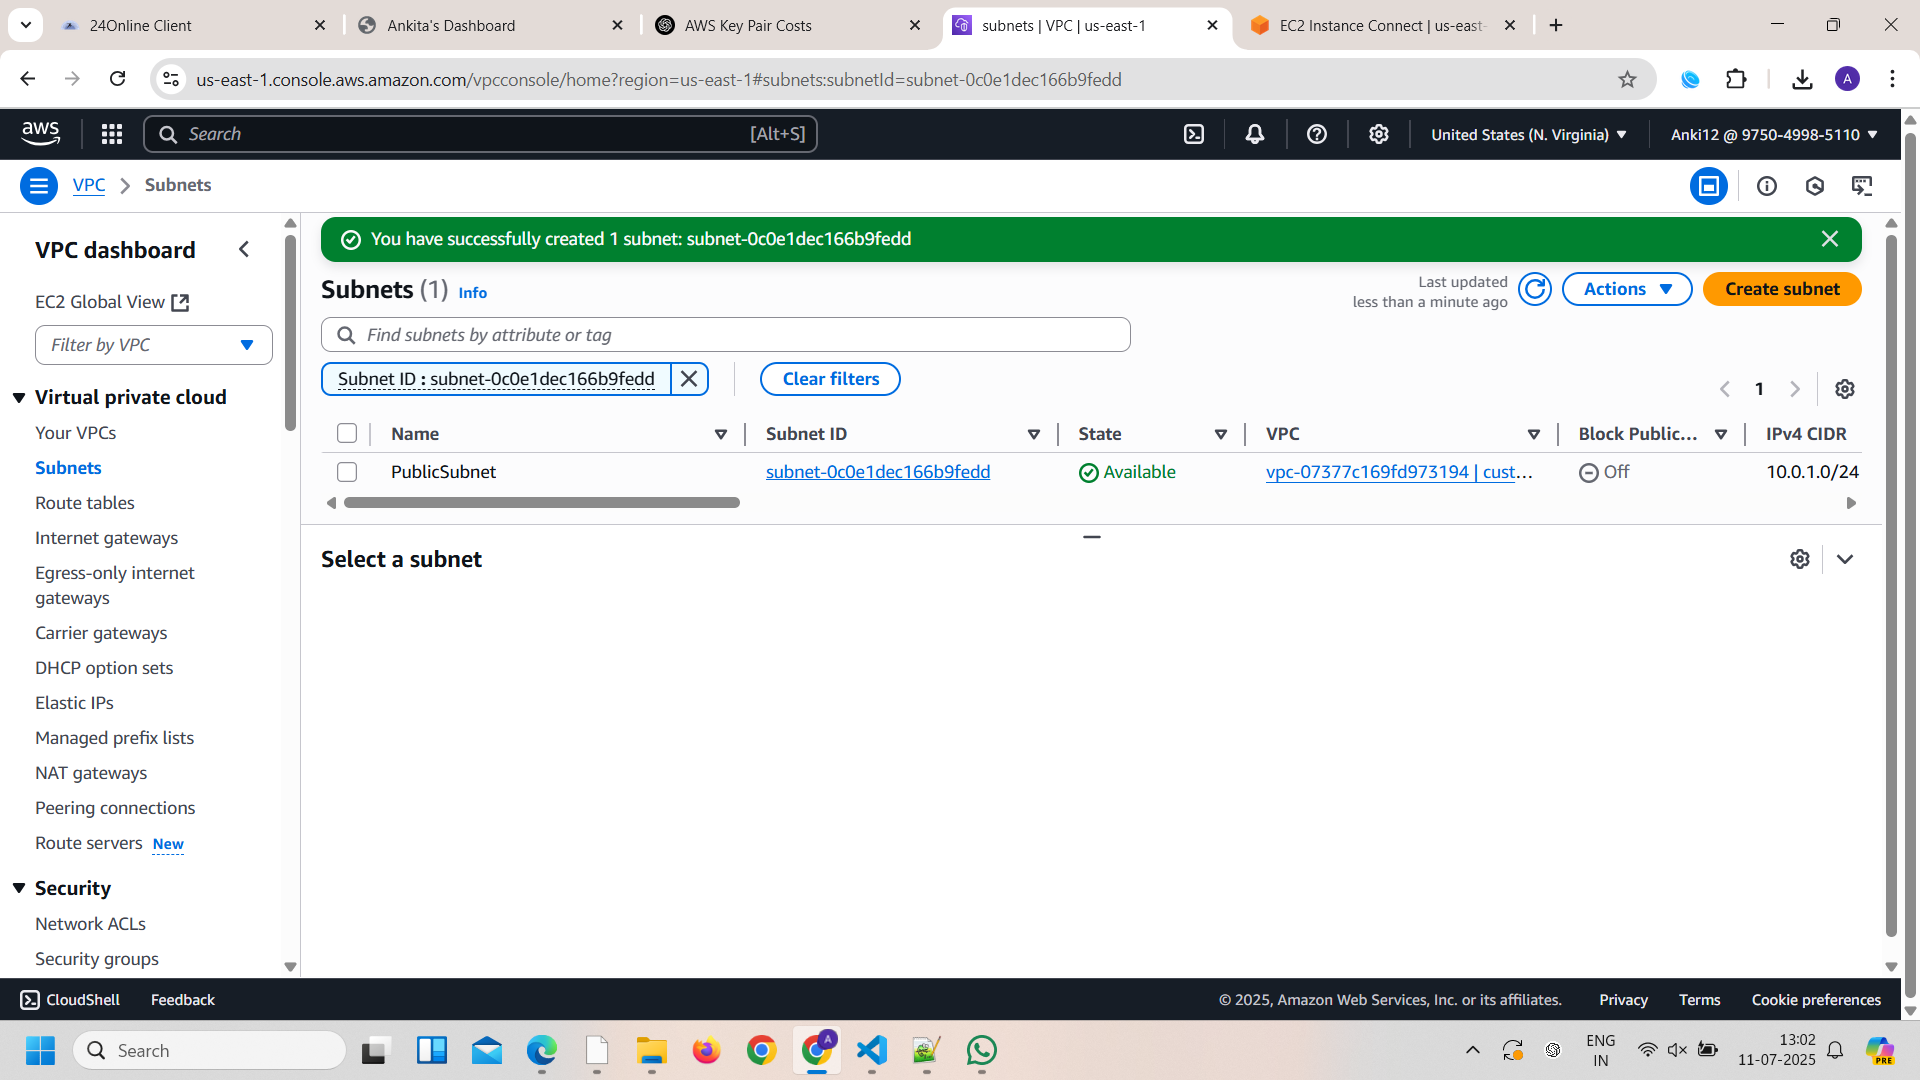 24Online Client
Ankita's Dashboard
AWS Key Pair Costs
subnets | VPC | us-east-1
EC2 Instance Connect | us-east-
us-east-1.console.aws.amazon.com/vpcconsole/home?region=us-east-1#subnets:subnetId=subnet-0c0e1dec166b9fedd
A
aws
Search
[Alt+S]
United States (N. Virginia)
Anki12 @ 9750-4998-5110
VPC
Subnets
VPC dashboard
EC2 Global View
Filter by VPC
Virtual private cloud
Your VPCs
Subnets
Route tables
Internet gateways
Egress-only internet
gateways
Carrier gateways
DHCP option sets
Elastic IPs
Managed prefix lists
NAT gateways
Peering connections
Route servers New
Security
Network ACLs
Security groups
You have successfully created 1 subnet: subnet-0c0e1dec166b9fedd
Subnets (1) Info
Last updated
less than a minute ago
Actions
Create subnet
Find subnets by attribute or tag
Subnet ID : subnet-0c0e1dec166b9fedd
Clear filters
1
Name
Subnet ID
State
VPC
Block Public...
IPv4 CIDR
PublicSubnet
subnet-0c0e1dec166b9fedd
Available
vpc-07377c169fd973194 | cust...
Off
10.0.1.0/24
Select a subnet
CloudShell
Feedback
© 2025, Amazon Web Services, Inc. or its affiliates.
Privacy
Terms
Cookie preferences
Search
A
ENG
IN
13:02
11-07-2025
PRE